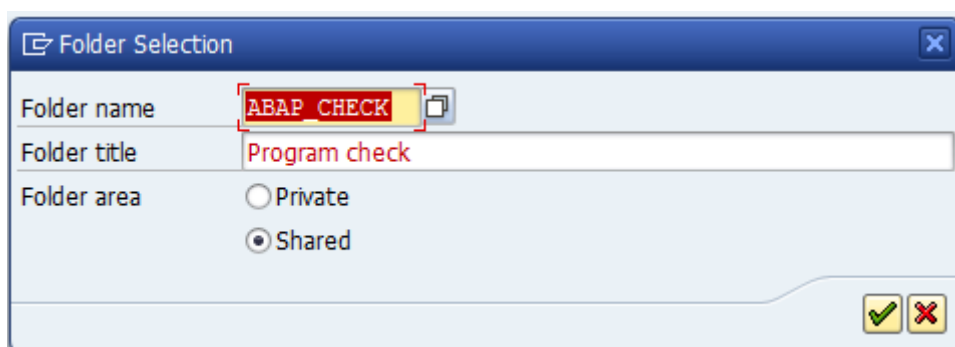 Folder Selection
Folder name ABAP_CHECK
Folder title Program check
Folder area Private
Shared